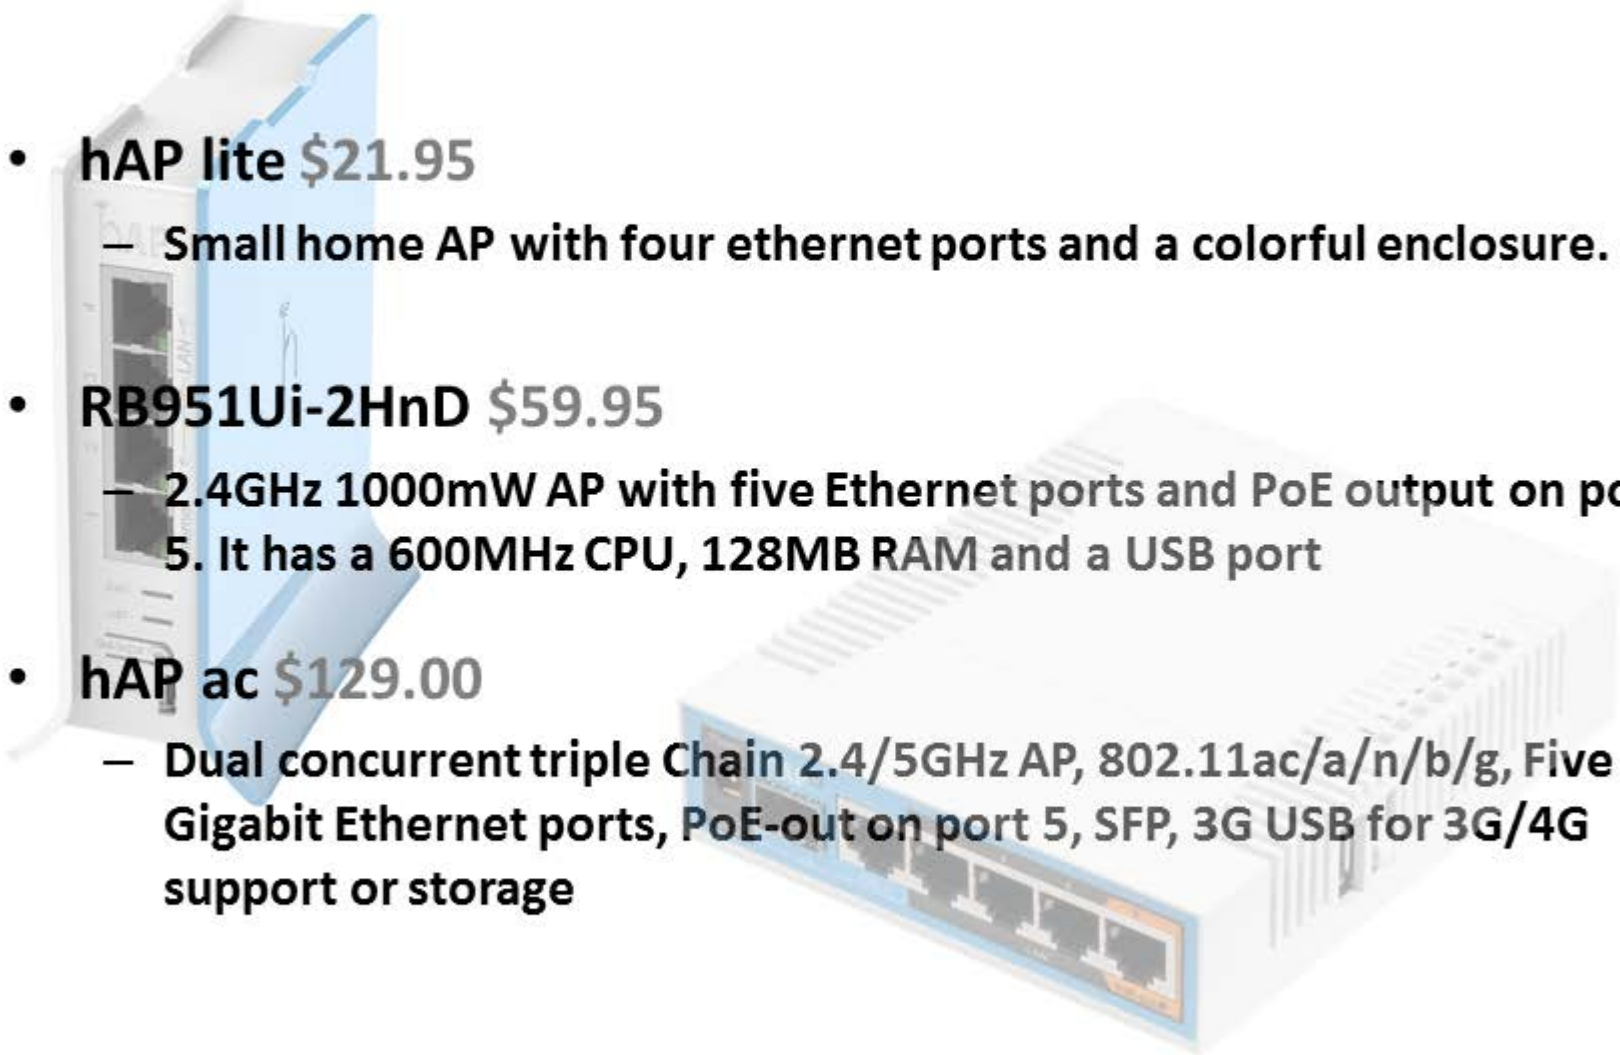 • hAP lite $21.95
– Small home AP with four ethernet ports and a colorful enclosure.
• RB951Ui-2HnD $59.95
– 2.4GHz 1000mW AP with five Ethernet ports and PoE output on
5. It has a 600MHz CPU, 128MB RAM and a USB port
• hAP ac $129.00
– Dual concurrent triple Chain 2.4/5GHz AP, 802.11ac/a/n/b/g, Five
Gigabit Ethernet ports, PoE-out on port 5, SFP, 3G USB for 3G/4G
support or storage
hAP
LAN